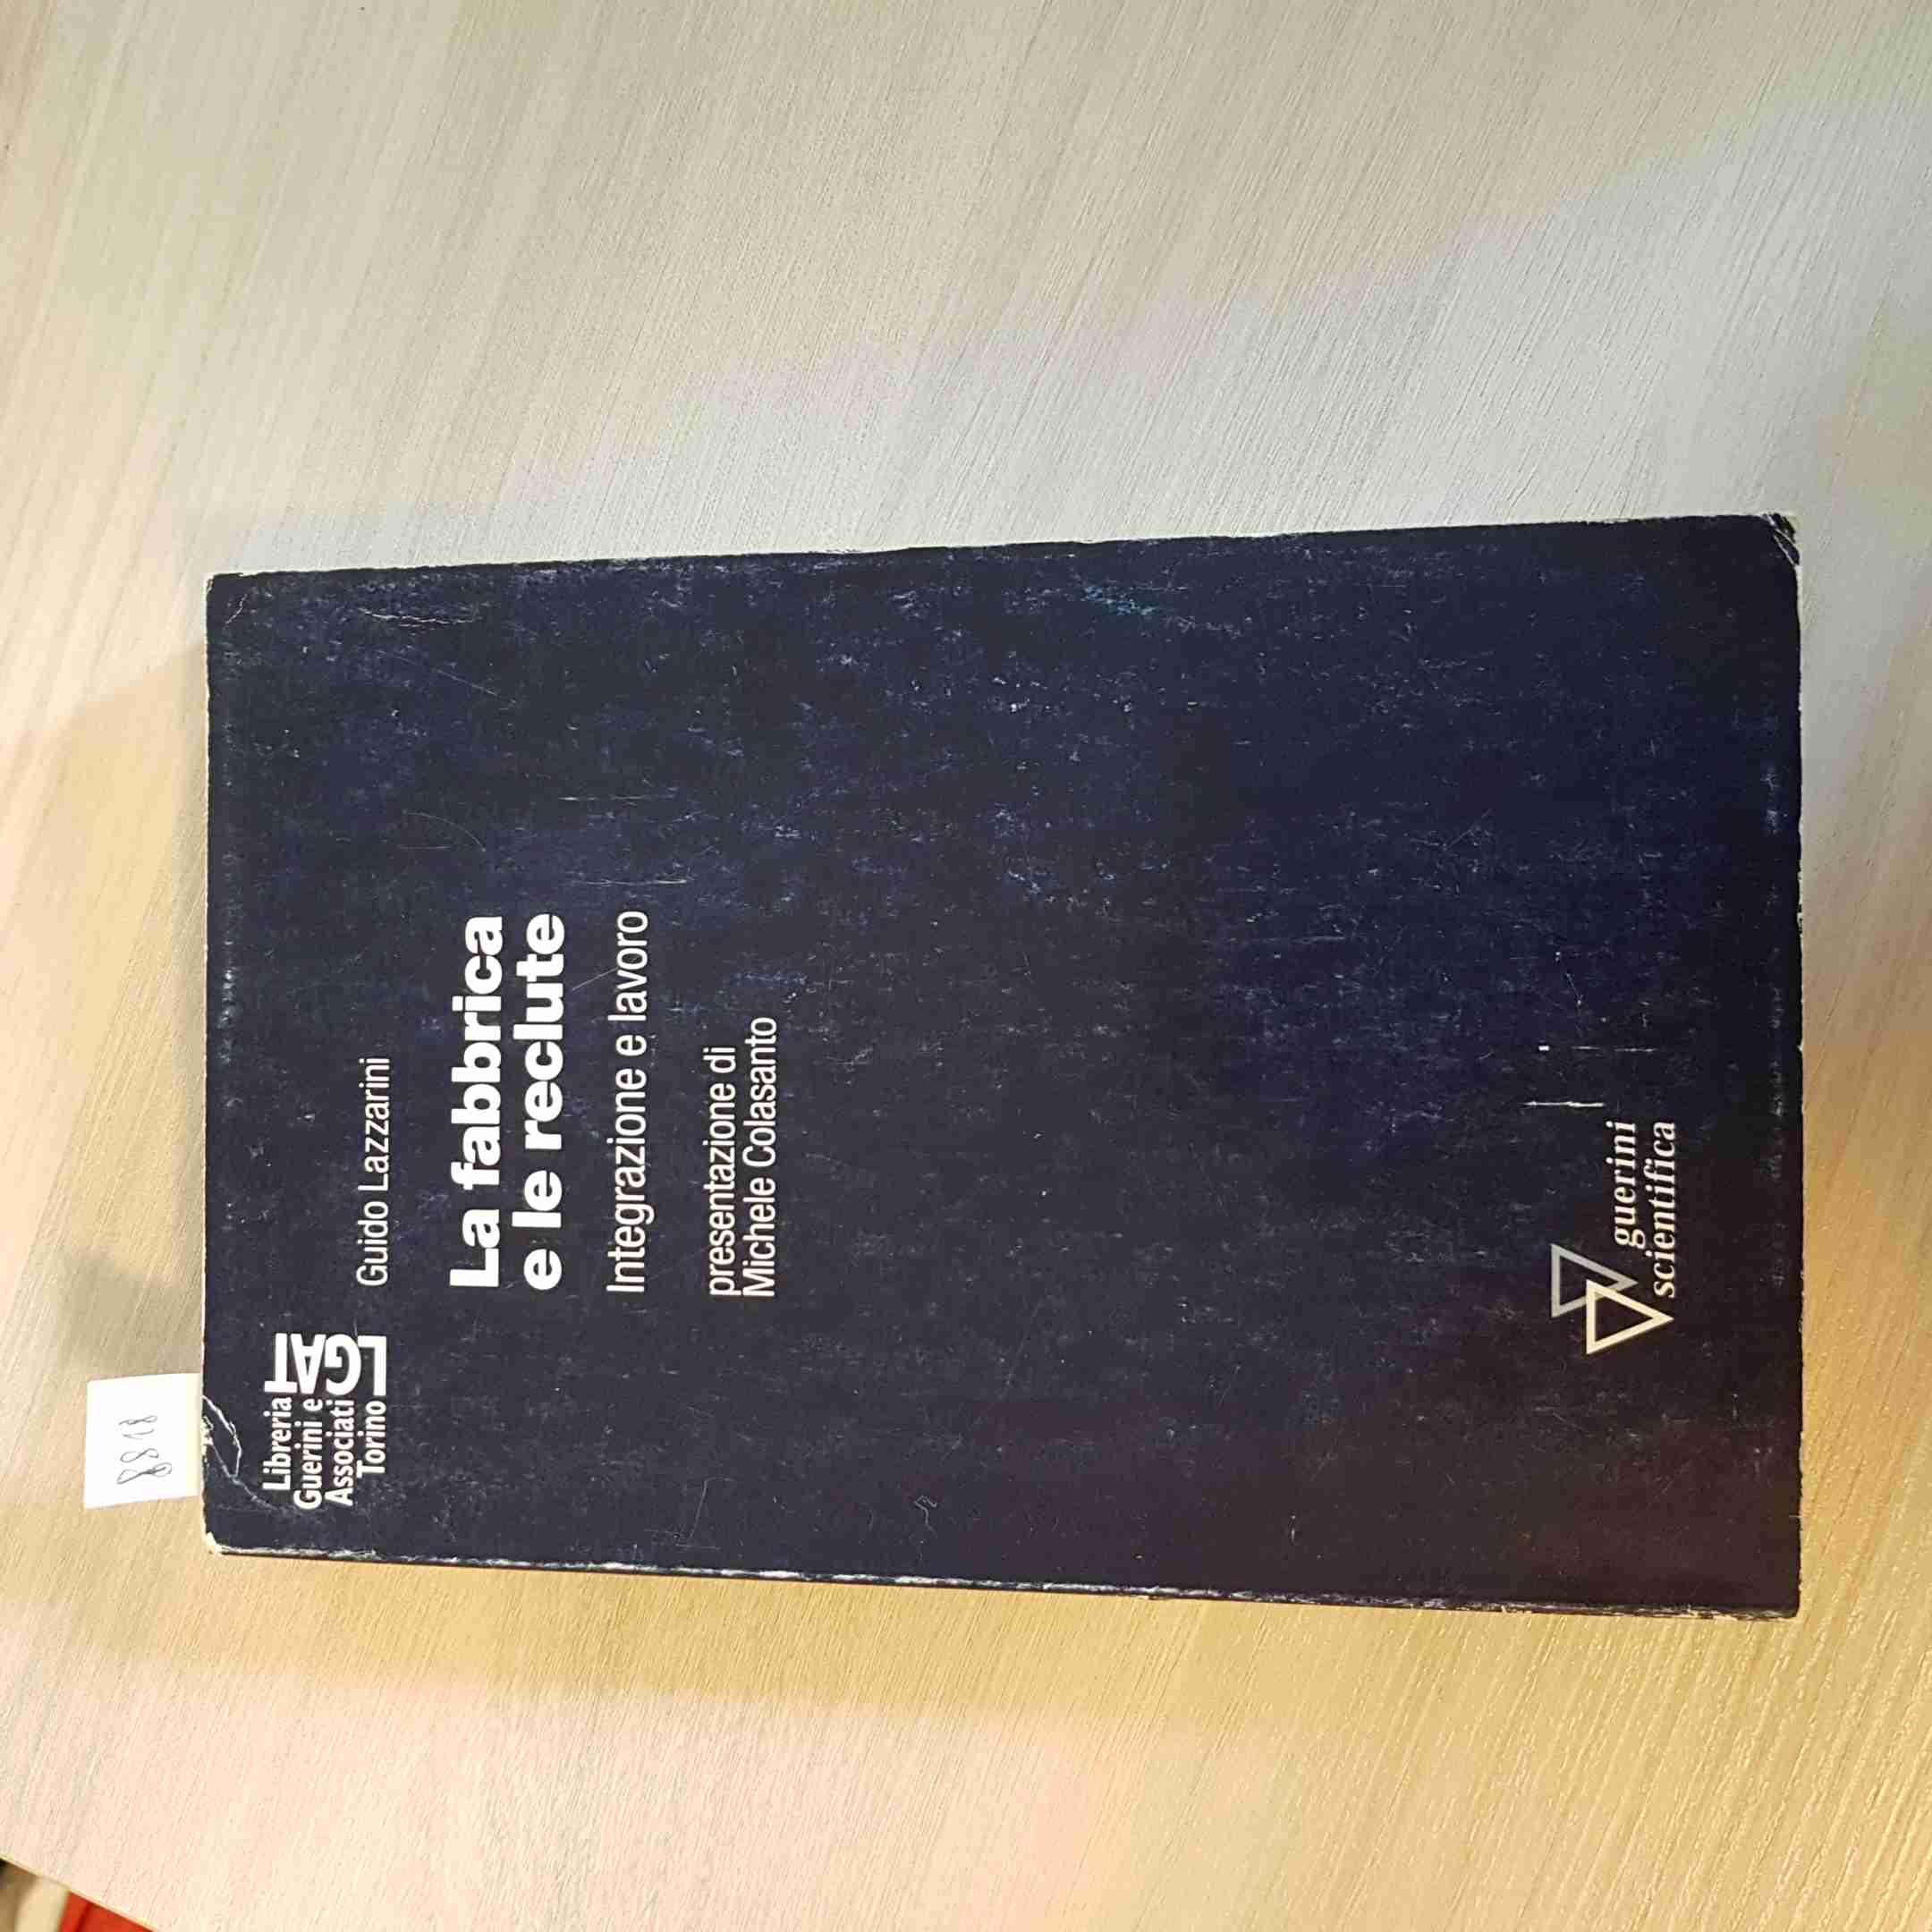 8818
Libreria
Guerini e
Associati
Torino
LGAT
Guido Lazzarini
La fabbrica
e le reclute
Integrazione e lavoro
presentazione di
Michele Colasanto
guerini
scientifica